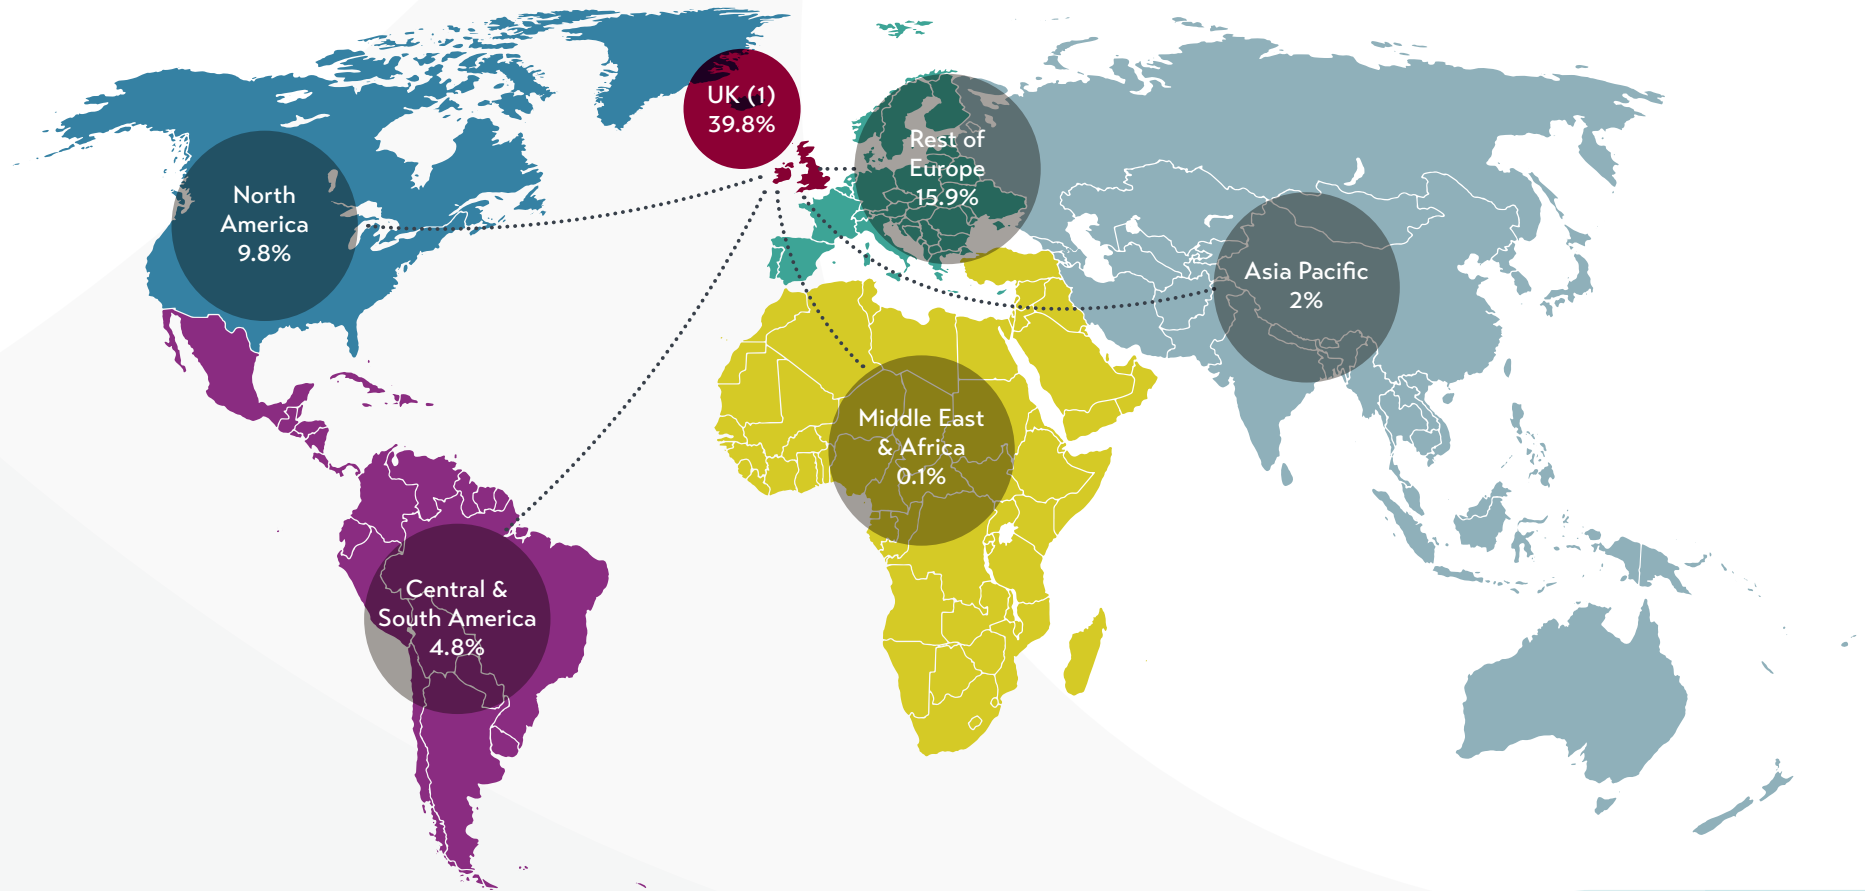 UK (1)
39.8%
Rest of
Europe
15.9%
North
America
9.8%
Asia Pacific
2%
Middle East
& Africa
0.1%
Central &
South America
4.8%